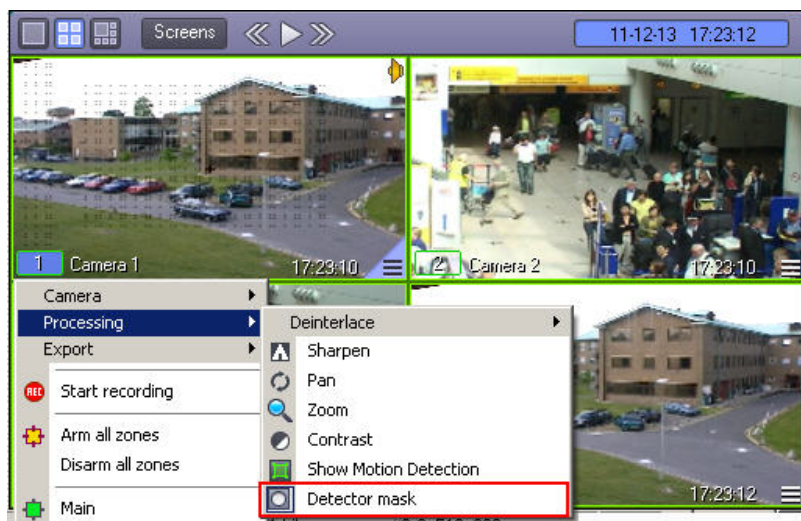 Screens
11-12-13 17:23:12
1 Camera 1 17:23:10
2 Camera 2 17:23:10
Camera
Processing
Export
REC Start recording
Arm all zones
Disarm all zones
Main
Deinterlace
Sharpen
Pan
Zoom
Contrast
Show Motion Detection
Detector mask
17:23:12